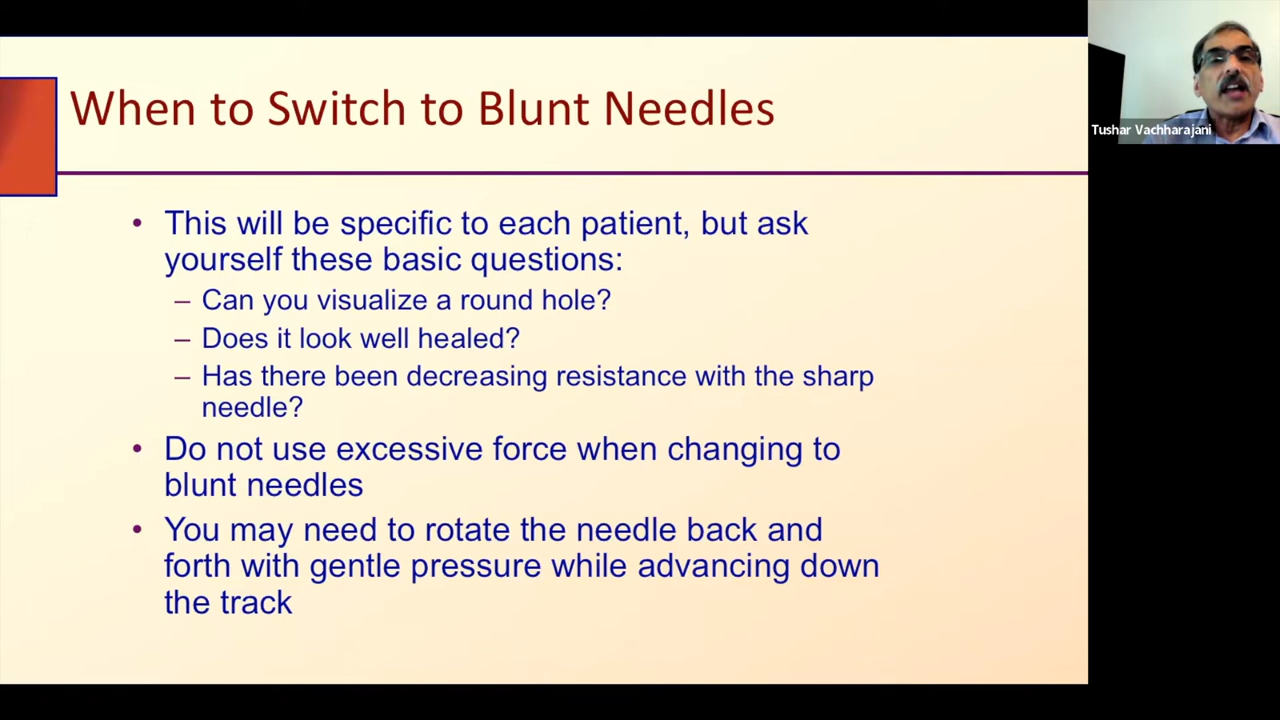 When to Switch to Blunt Needles
Tushar Vachharajani
• This will be specific to each patient, but ask
yourself these basic questions:
– Can you visualize a round hole?
– Does it look well healed?
– Has there been decreasing resistance with the sharp
needle?
• Do not use excessive force when changing to
blunt needles
• You may need to rotate the needle back and
forth with gentle pressure while advancing down
the track